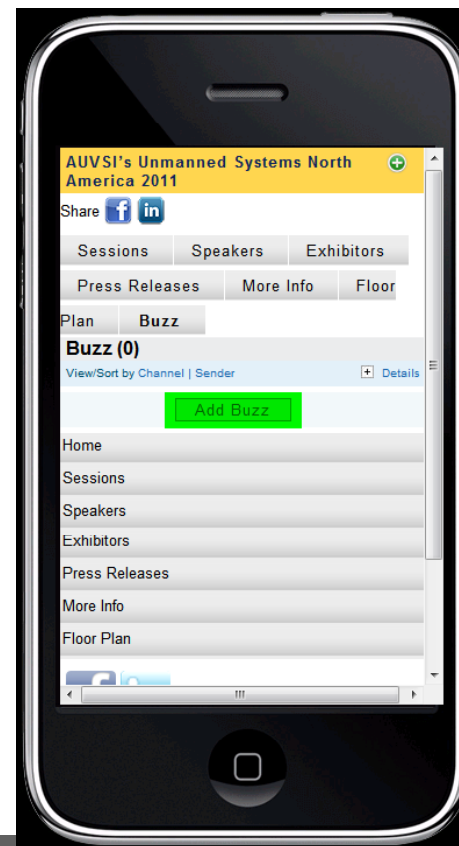 AUVSI's Unmanned Systems North
America 2011
Share f in
Sessions Speakers Exhibitors
Press Releases More Info Floor
Plan Buzz
Buzz (0)
View/Sort by Channel | Sender + Details
Add Buzz
Home
Sessions
Speakers
Exhibitors
Press Releases
More Info
Floor Plan